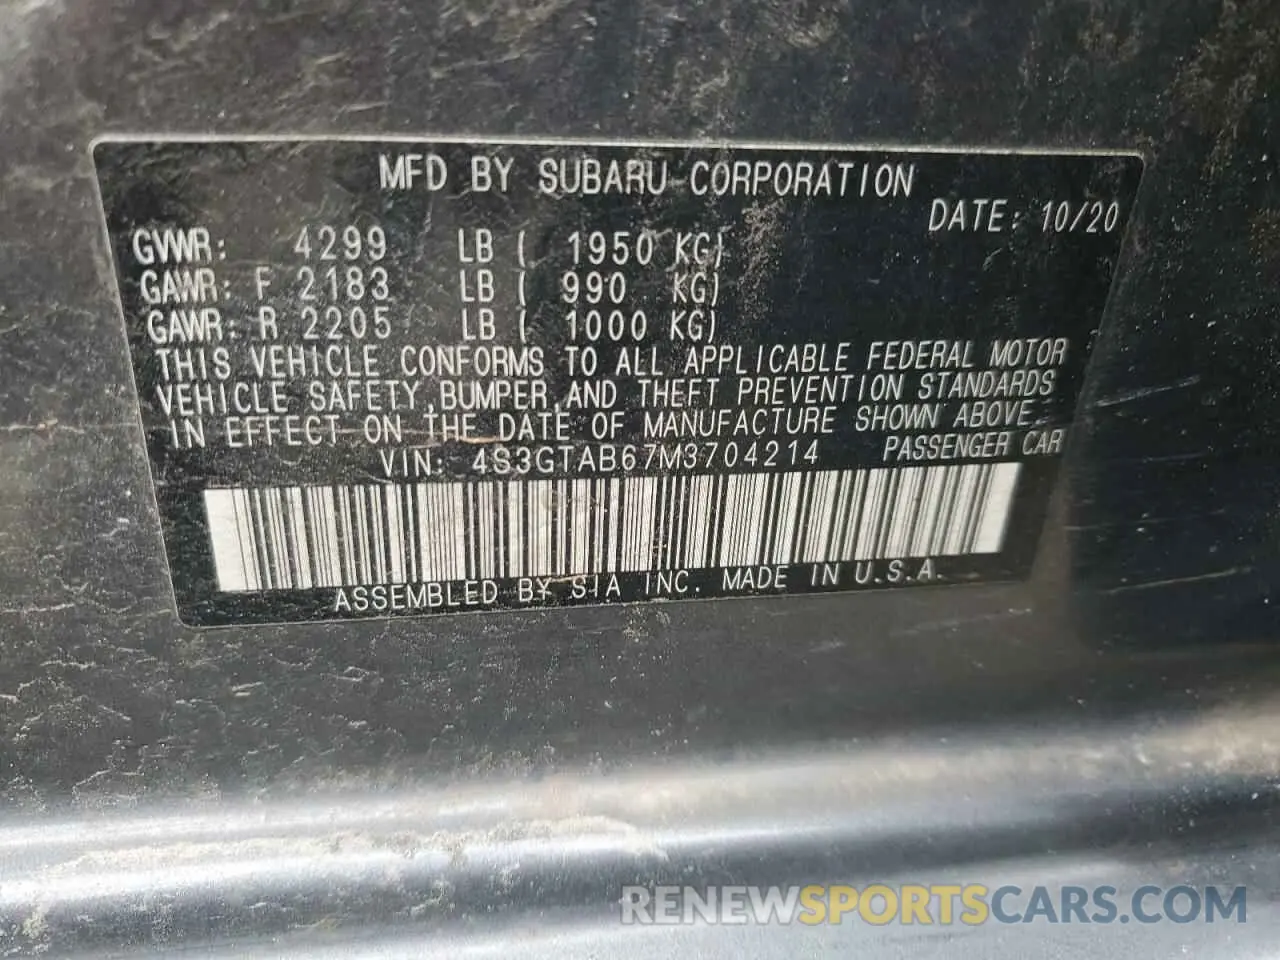 MFD BY SUBARU CORPORATION
DATE: 10/20
GVWR: 4299 LB ( 1950 KG)
GAWR: F 2183 LB ( 990 KG)
GAWR: R 2205 LB ( 1000 KG)
THIS VEHICLE CONFORMS TO ALL APPLICABLE FEDERAL MOTOR
VEHICLE SAFETY,BUMPER,AND THEFT PREVENTION STANDARDS
IN EFFECT ON THE DATE OF MANUFACTURE SHOWN ABOVE.
VIN: 4S3GTAB67M3704214 PASSENGER CAR
ASSEMBLED BY SIA INC. MADE IN U.S.A.
RENEWSPORTSCARS.COM